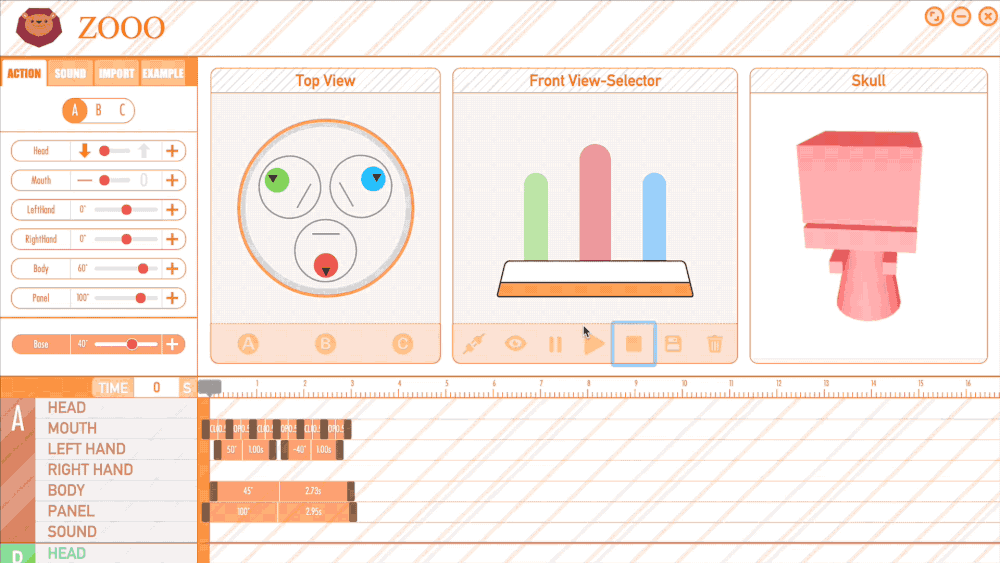 ZOOO
ACTION SOUND IMPORT EXAMPLE
A B C
Head
Mouth
LeftHand 0°
RightHand 0°
Body 60°
Panel 100°
Base 40°
Top View
A B C
Front View-Selector
Skull
TIME 0 S
1 2 3 4 5 6 7 8 9 10 11 12 13 14 15 16
A
HEAD
MOUTH
LEFT HAND 50° 1.00s -40° 1.00s
RIGHT HAND
BODY 45° 2.73s
PANEL 100° 2.95s
SOUND
HEAD